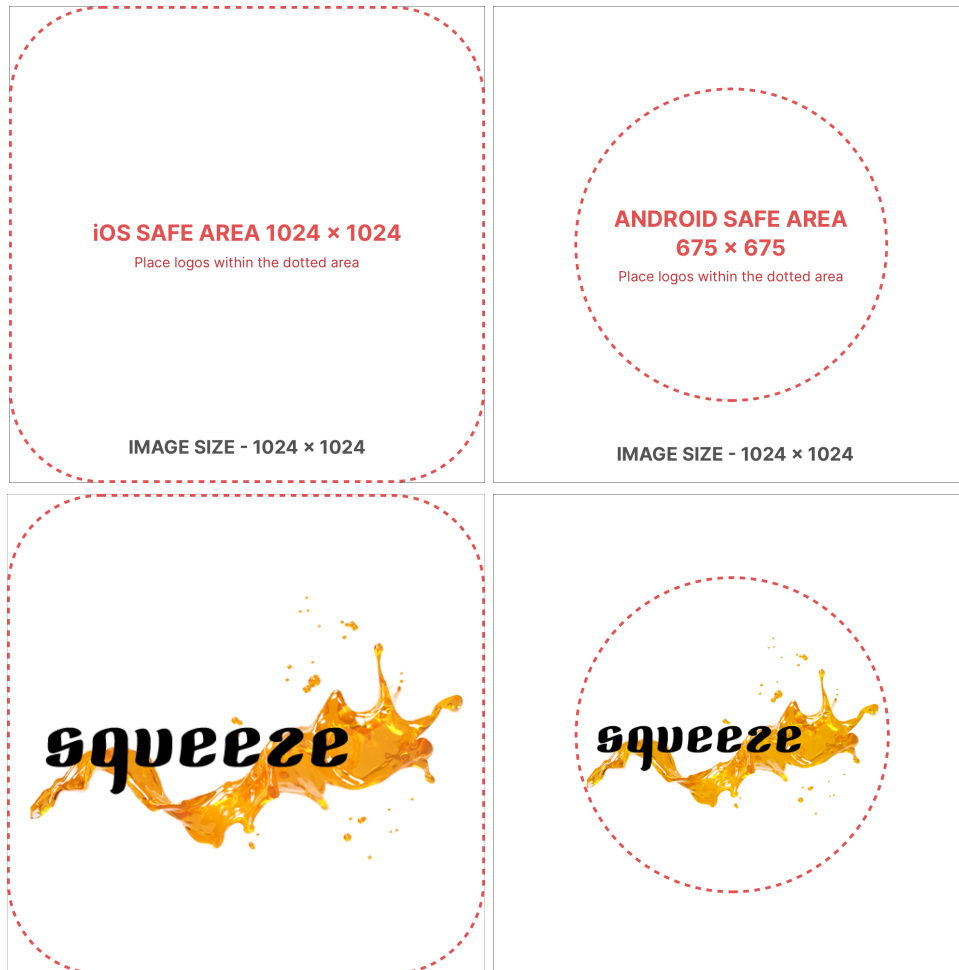 iOS SAFE AREA 1024 × 1024
Place logos within the dotted area
IMAGE SIZE - 1024 × 1024
ANDROID SAFE AREA
675 × 675
Place logos within the dotted area
IMAGE SIZE - 1024 × 1024
squeeze
squeeze